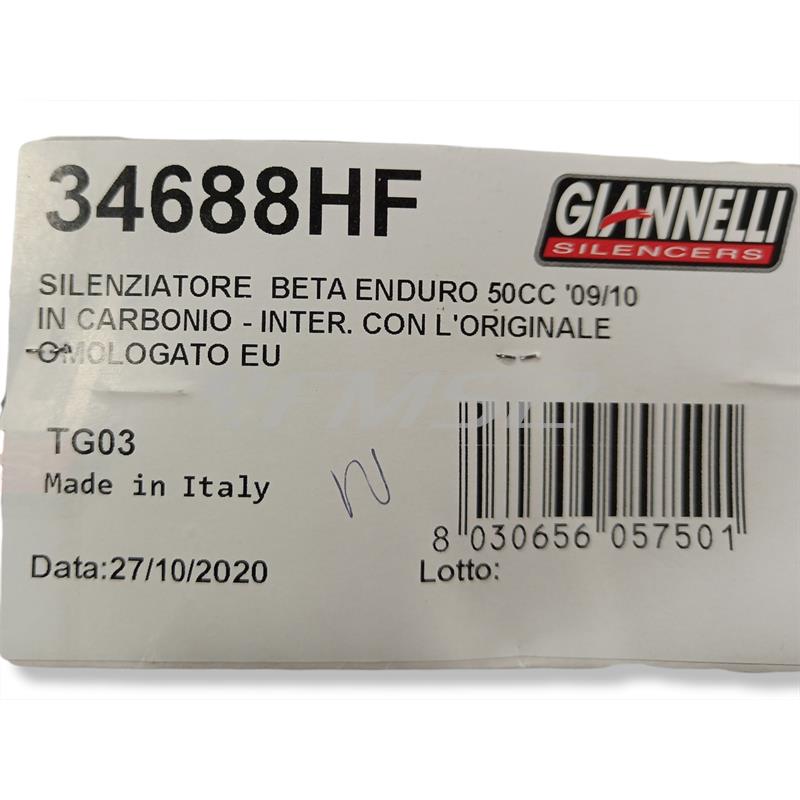 34688HF
GIANNELLI
SILENCERS
SILENZIATORE BETA ENDURO 50CC '09/10
IN CARBONIO - INTER. CON L'ORIGINALE
OMOLOGATO EU
TG03
Made in Italy
8 030656 057501
Data:27/10/2020
Lotto: